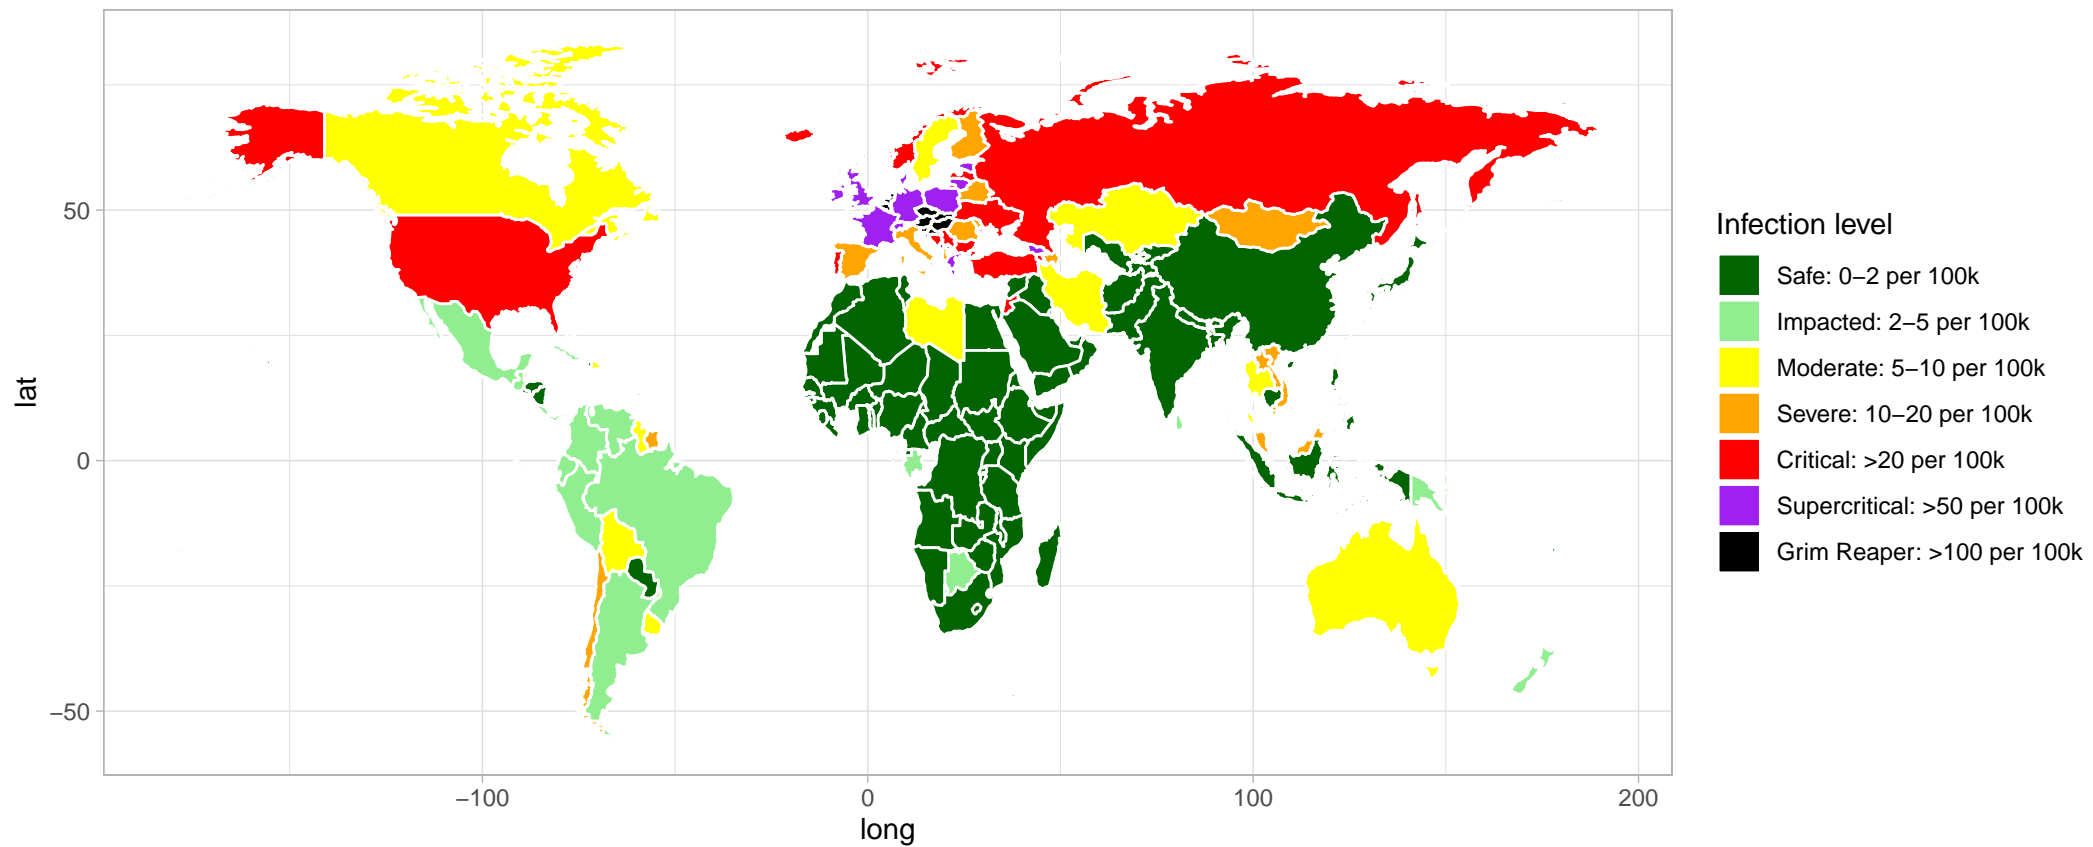 50
0
−50
lat
−100
0
100
200
long
Infection level
Safe: 0−2 per 100k
Impacted: 2−5 per 100k
Moderate: 5−10 per 100k
Severe: 10−20 per 100k
Critical: >20 per 100k
Supercritical: >50 per 100k
Grim Reaper: >100 per 100k